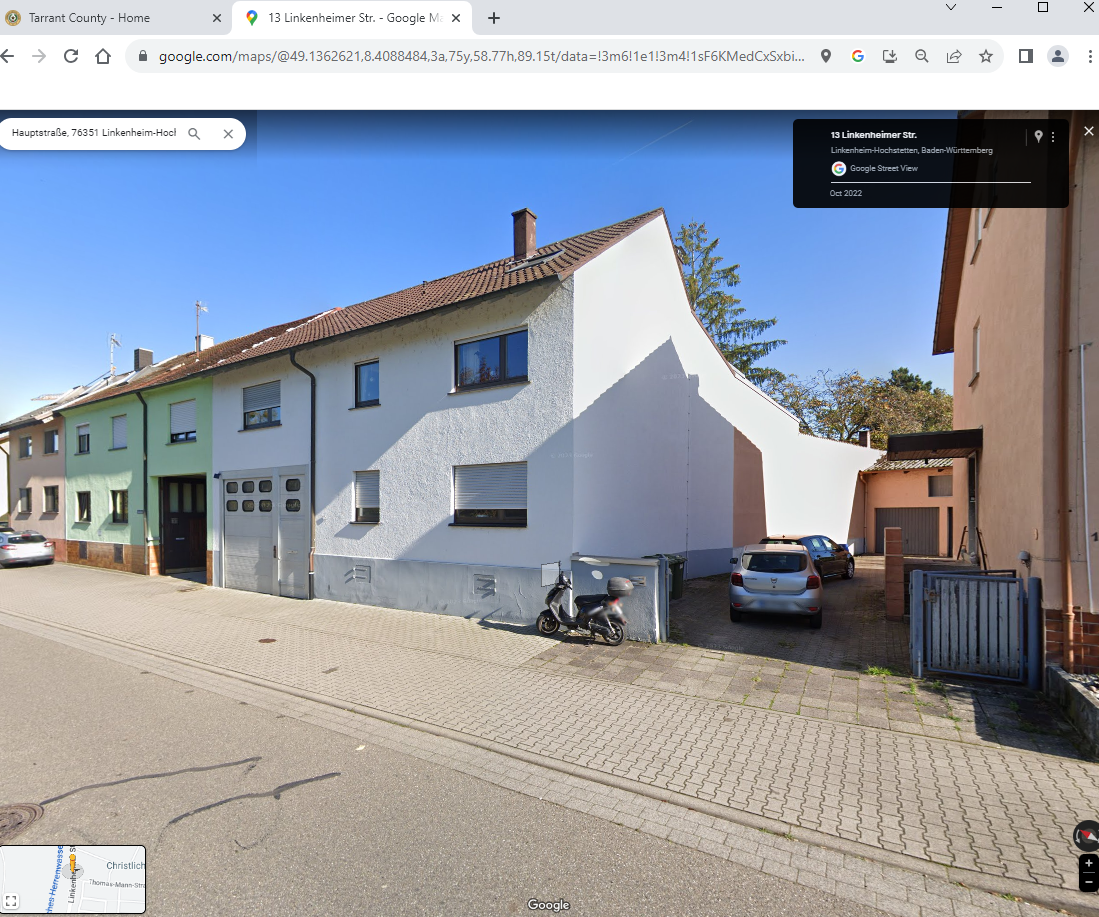 Tarrant County - Home
13 Linkenheimer Str. - Google Ma
google.com/maps/@49.1362621,8.4088484,3a,75y,58.77h,89.15t/data=!3m6!1e1!3m4!1sF6KMedCxSxbi...
Hauptstraße, 76351 Linkenheim-Hoch
13 Linkenheimer Str.
Linkenheim-Hochstetten, Baden-Württemberg
Google Street View
Oct 2022
Christlich
Thomas-Mann-Stra
Google